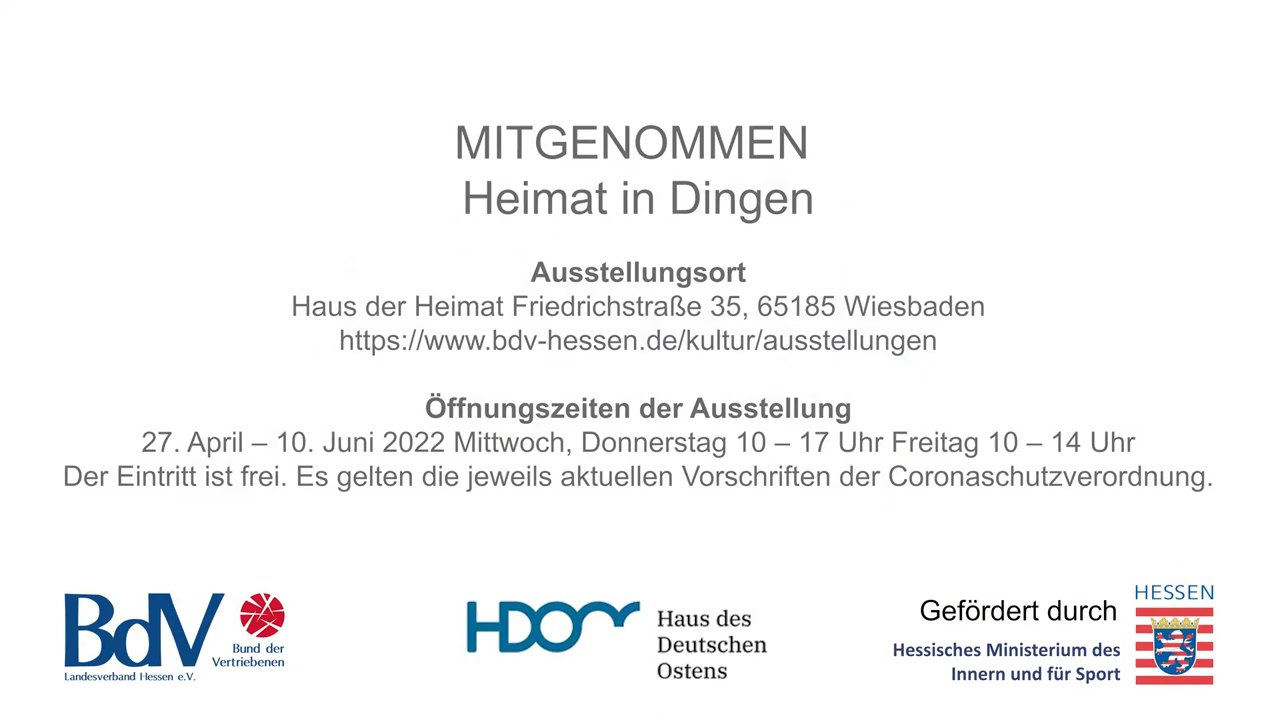 MITGENOMMEN
Heimat in Dingen
Ausstellungsort
Haus der Heimat Friedrichstraße 35, 65185 Wiesbaden
https://www.bdv-hessen.de/kultur/ausstellungen
Öffnungszeiten der Ausstellung
27. April – 10. Juni 2022 Mittwoch, Donnerstag 10 – 17 Uhr Freitag 10 – 14 Uhr
Der Eintritt ist frei. Es gelten die jeweils aktuellen Vorschriften der Coronaschutzverordnung.
BdV
Bund der
Vertriebenen
Landesverband Hessen e.V.
HDO
Haus des
Deutschen
Ostens
Gefördert durch
Hessisches Ministerium des
Innern und für Sport
HESSEN